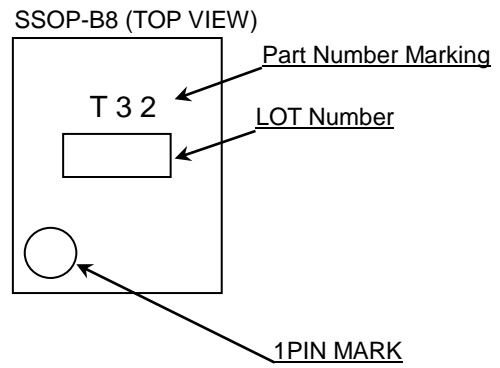 SSOP-B8 (TOP VIEW)
Part Number Marking
T 3 2
LOT Number
1PIN MARK